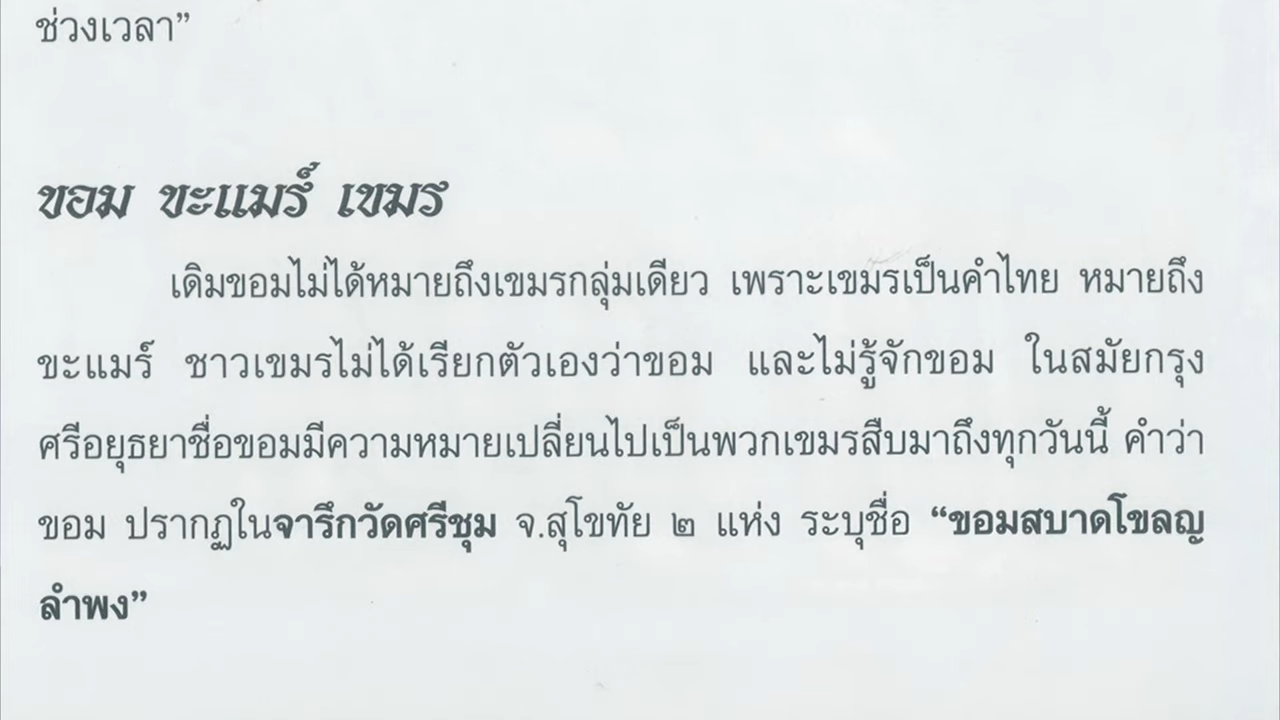 ช่วงเวลา”
ขอม ขะแมร์ เขมร
เดิมขอมไม่ได้หมายถึงเขมรกลุ่มเดียว เพราะเขมรเป็นคำไทย หมายถึง
ขะแมร์ ชาวเขมรไม่ได้เรียกตัวเองว่าขอม และไม่รู้จักขอม ในสมัยกรุง
ศรีอยุธยาชื่อขอมมีความหมายเปลี่ยนไปเป็นพวกเขมรสืบมาถึงทุกวันนี้ คำว่า
ขอม ปรากฏในจารึกวัดศรีชุม จ.สุโขทัย ๒ แห่ง ระบุชื่อ “ขอมสบาดโขลญ
ลำพง”